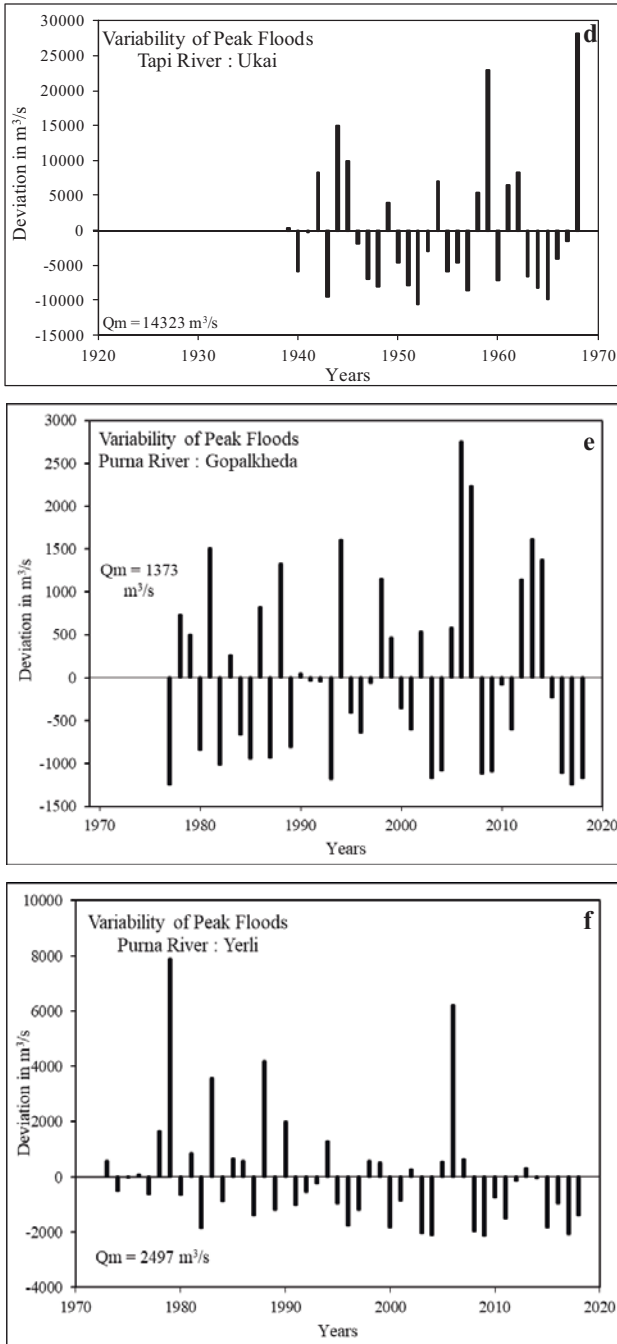 Variability of Peak Floods
Tapi River : Ukai
d
30000
25000
20000
15000
10000
5000
0
-5000
-10000
-15000
Deviation in m³/s
Qm = 14323 m³/s
1920 1930 1940 1950 1960 1970
Years
3000
2500
2000
1500
1000
500
0
-500
-1000
-1500
Deviation in m³/s
Variability of Peak Floods
Purna River : Gopalkheda
e
Qm = 1373
m³/s
1970 1980 1990 2000 2010 2020
Years
10000
8000
6000
4000
2000
0
-2000
-4000
Deviation in m³/s
Variability of Peak Floods
Purna River : Yerli
f
Qm = 2497 m³/s
1970 1980 1990 2000 2010 2020
Years